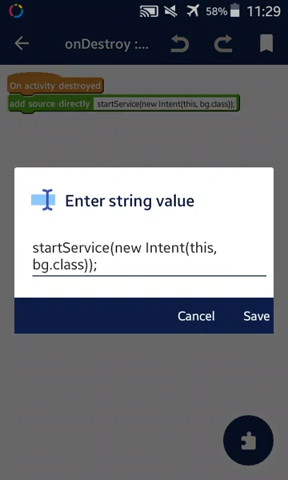 58% 11:29
onDestroy :...
On activity destroyed
add source directly startService(new Intent(this, bg.class));
Enter string value
startService(new Intent(this,
bg.class));
Cancel Save